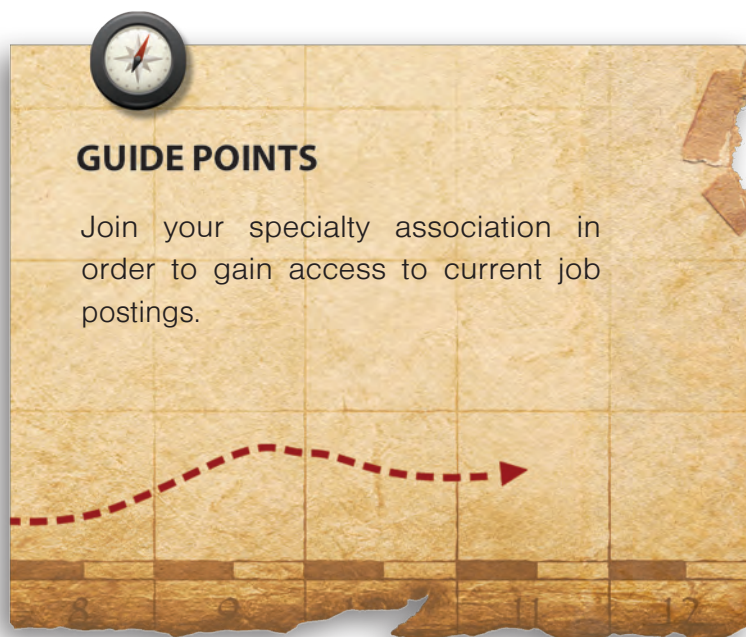 GUIDE POINTS
Join your specialty association in
order to gain access to current job
postings.
8 9 10 11 12